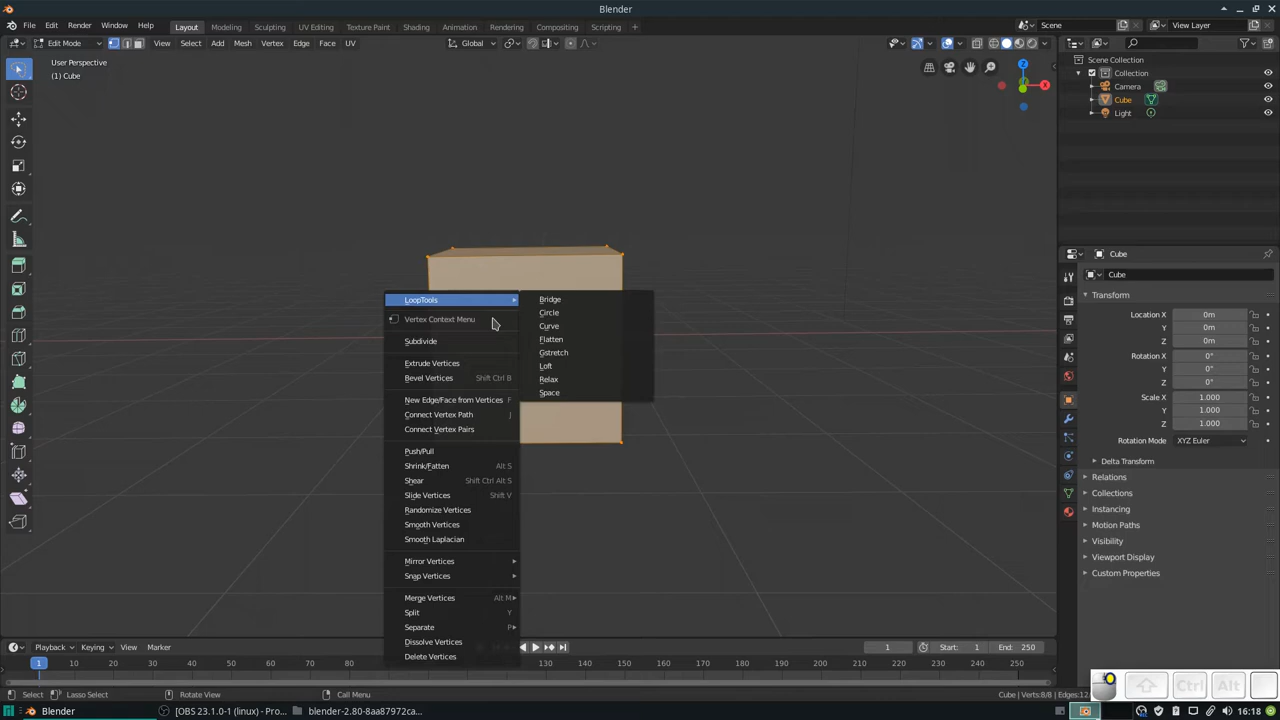 Blender
File Edit Render Window Help Layout Modeling Sculpting UV Editing Texture Paint Shading Animation Rendering Compositing Scripting + Scene View Layer
Edit Mode View Select Add Mesh Vertex Edge Face UV Global
User Perspective
(1) Cube
Z
X
Scene Collection
Collection
Camera
Cube
Light
LoopTools
Vertex Context Menu
Subdivide
Extrude Vertices
Bevel Vertices Shift Ctrl B
New Edge/Face from Vertices F
Connect Vertex Path J
Connect Vertex Pairs
Push/Pull
Shrink/Fatten Alt S
Shear Shift Ctrl Alt S
Slide Vertices Shift V
Randomize Vertices
Smooth Vertices
Smooth Laplacian
Mirror Vertices
Snap Vertices
Merge Vertices Alt M
Split Y
Separate P
Dissolve Vertices
Delete Vertices
Bridge
Circle
Curve
Flatten
Gstretch
Loft
Relax
Space
Cube
Cube
Transform
Location X 0m
Y 0m
Z 0m
Rotation X 0°
Y 0°
Z 0°
Scale X 1.000
Y 1.000
Z 1.000
Rotation Mode XYZ Euler
Delta Transform
Relations
Collections
Instancing
Motion Paths
Visibility
Viewport Display
Custom Properties
Playback Keying View Marker 1 Start: 1 End: 250
1 10 20 30 40 50 60 70 80 130 140 150 160 170 180 190 200 210 220 230 240 250
Select Lasso Select Rotate View Call Menu Cube | Verts:8/8 | Edges:12/
Ctrl Alt
Blender [OBS 23.1.0-1 (linux) - Pro... blender-2.80-8aa87972ca... 16:18